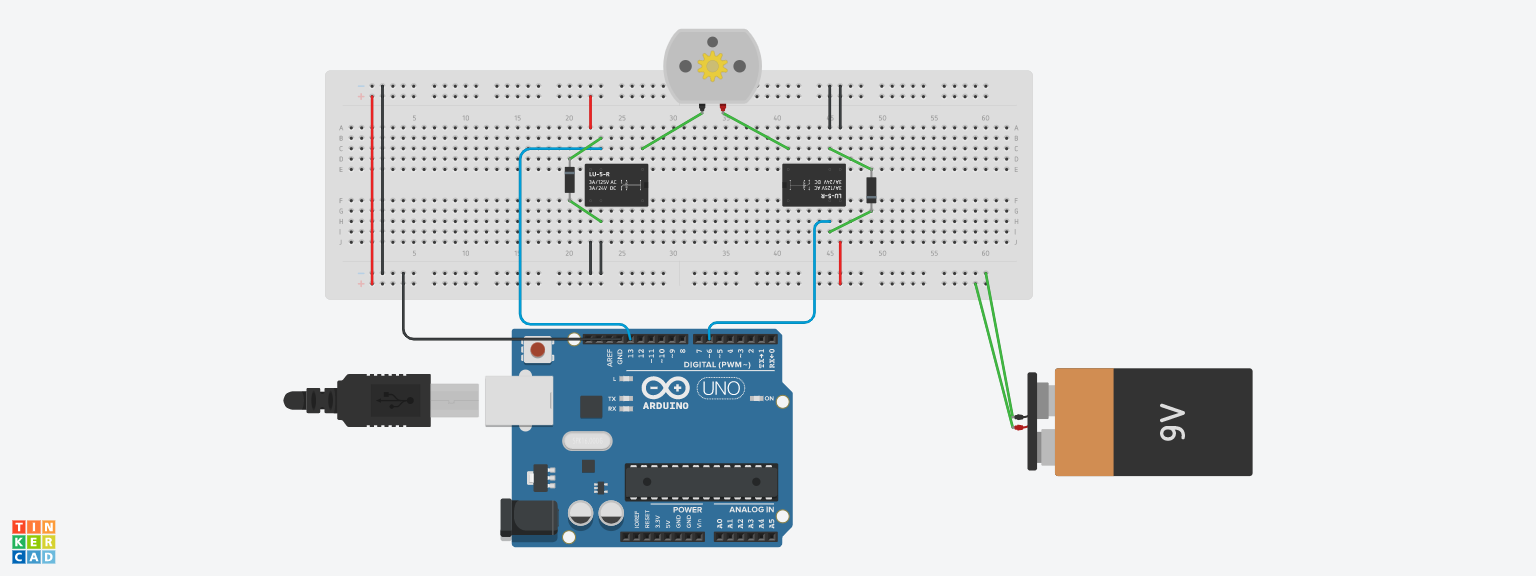 5 10 15 20 25 30 40 45 50 55 60
A A
B B
C C
D D
E E
LU-5-R
3A/125V AC
3A/24V DC
LU-5-R
3A/125V AC
3A/24V DC
F F
G G
H H
I I
J J
5 10 15 20 25 30 35 40 45 50 55 60
AREF GND 13 12 ~11 ~10 ~9 8 7 ~6 ~5 4 ~3 2 TX→1 RX←0
DIGITAL (PWM~)
L
TX
RX
ARDUINO
UNO
ON
POWER
ANALOG IN
IOREF RESET 3.3V 5V GND GND Vin A0 A1 A2 A3 A4 A5
9V
TIN
KER
CAD